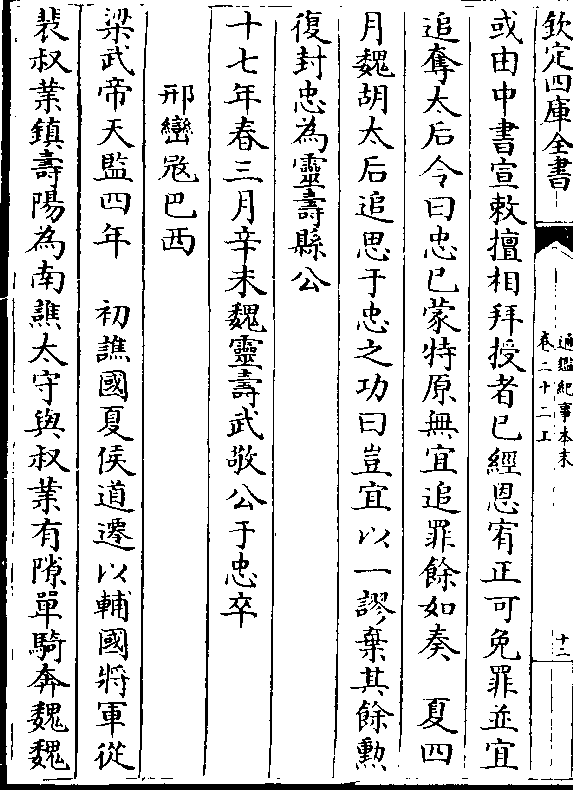 欽定四庫全書
通鑑紀事本末
卷二十二上
十二
或由中書宣敕擅相拜授者已經恩宥正可免罪並宜
追奪太后令曰忠已蒙特原無宜追罪餘如奏　夏四
月魏胡太后追思于忠之功曰豈宜以一謬棄其餘勲
復封忠為靈壽縣公
十七年春三月辛未魏靈壽武敬公于忠卒
邢巒宼巴西
梁武帝天監四年　初譙國夏侯道遷以輔國將軍從
裴叔業鎮壽陽為南譙太守與叔業有隙單騎奔魏魏